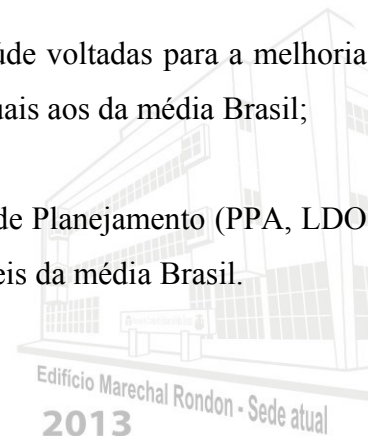 úde voltadas para a melhoria
uais aos da média Brasil;
de Planejamento (PPA, LDO
eis da média Brasil.
Edifício Marechal Rondon - Sede atual
2013